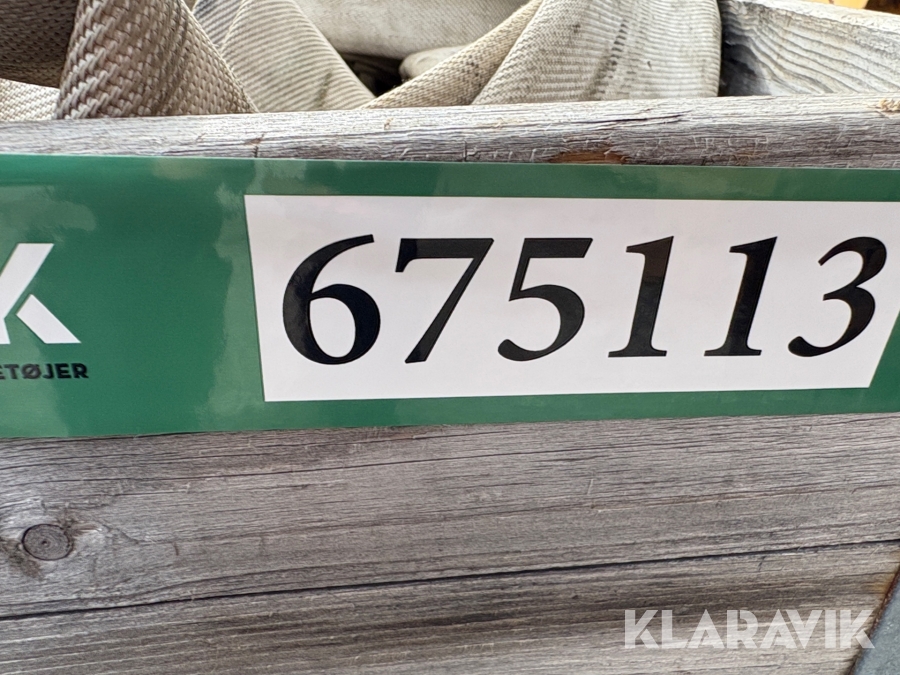 675113
K
ETØJER
KLARAVIK